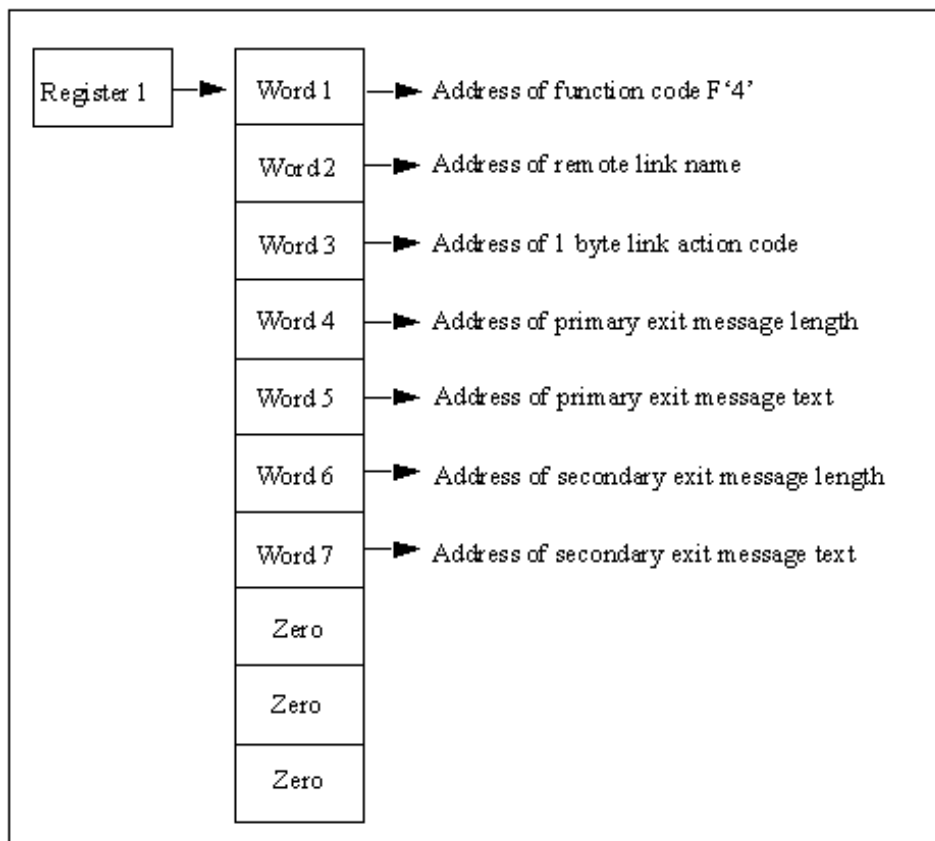 Register 1
Word 1
Address of function code F‘4’
Word 2
Address of remote link name
Word 3
Address of 1 byte link action code
Word 4
Address of primary exit message length
Word 5
Address of primary exit message text
Word 6
Address of secondary exit message length
Word 7
Address of secondary exit message text
Zero
Zero
Zero